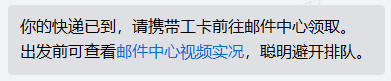 你的快递已到，请携带工卡前往邮件中心领取。
出发前可查看邮件中心视频实况，聪明避开排队。